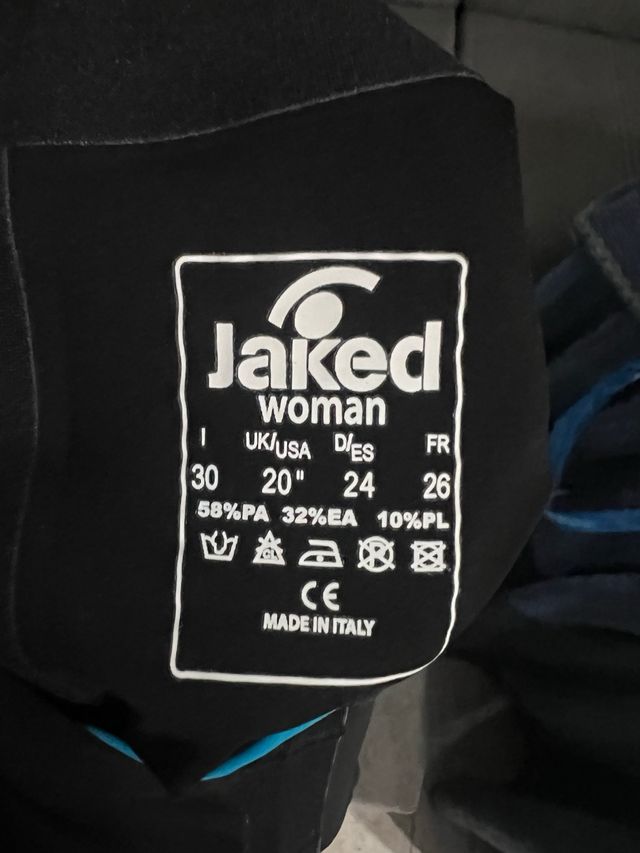 Jaked
woman
I UK/USA D/ES FR
30 20" 24 26
58%PA 32%EA 10%PL
CE
MADE IN ITALY